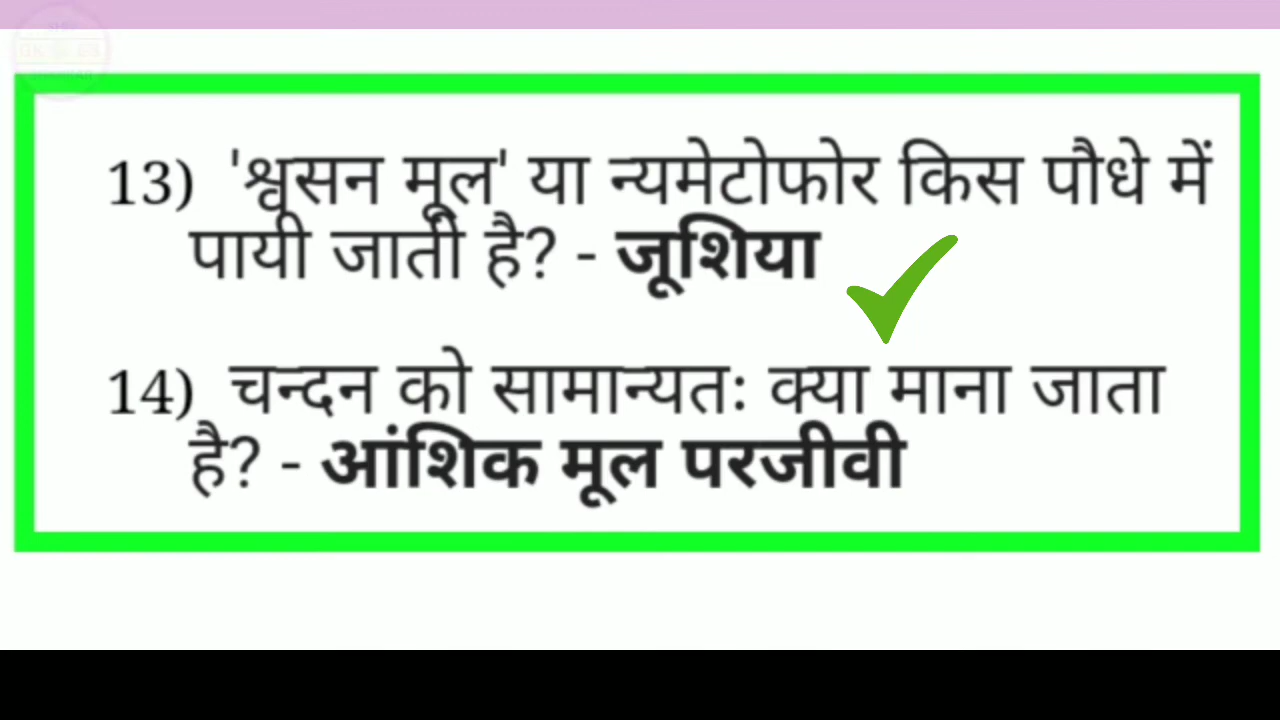 13) 'श्वसन मूल' या न्यमेटोफोर किस पौधे में
पायी जाती है? - जूशिया
14) चन्दन को सामान्यतः क्या माना जाता
है? - आंशिक मूल परजीवी